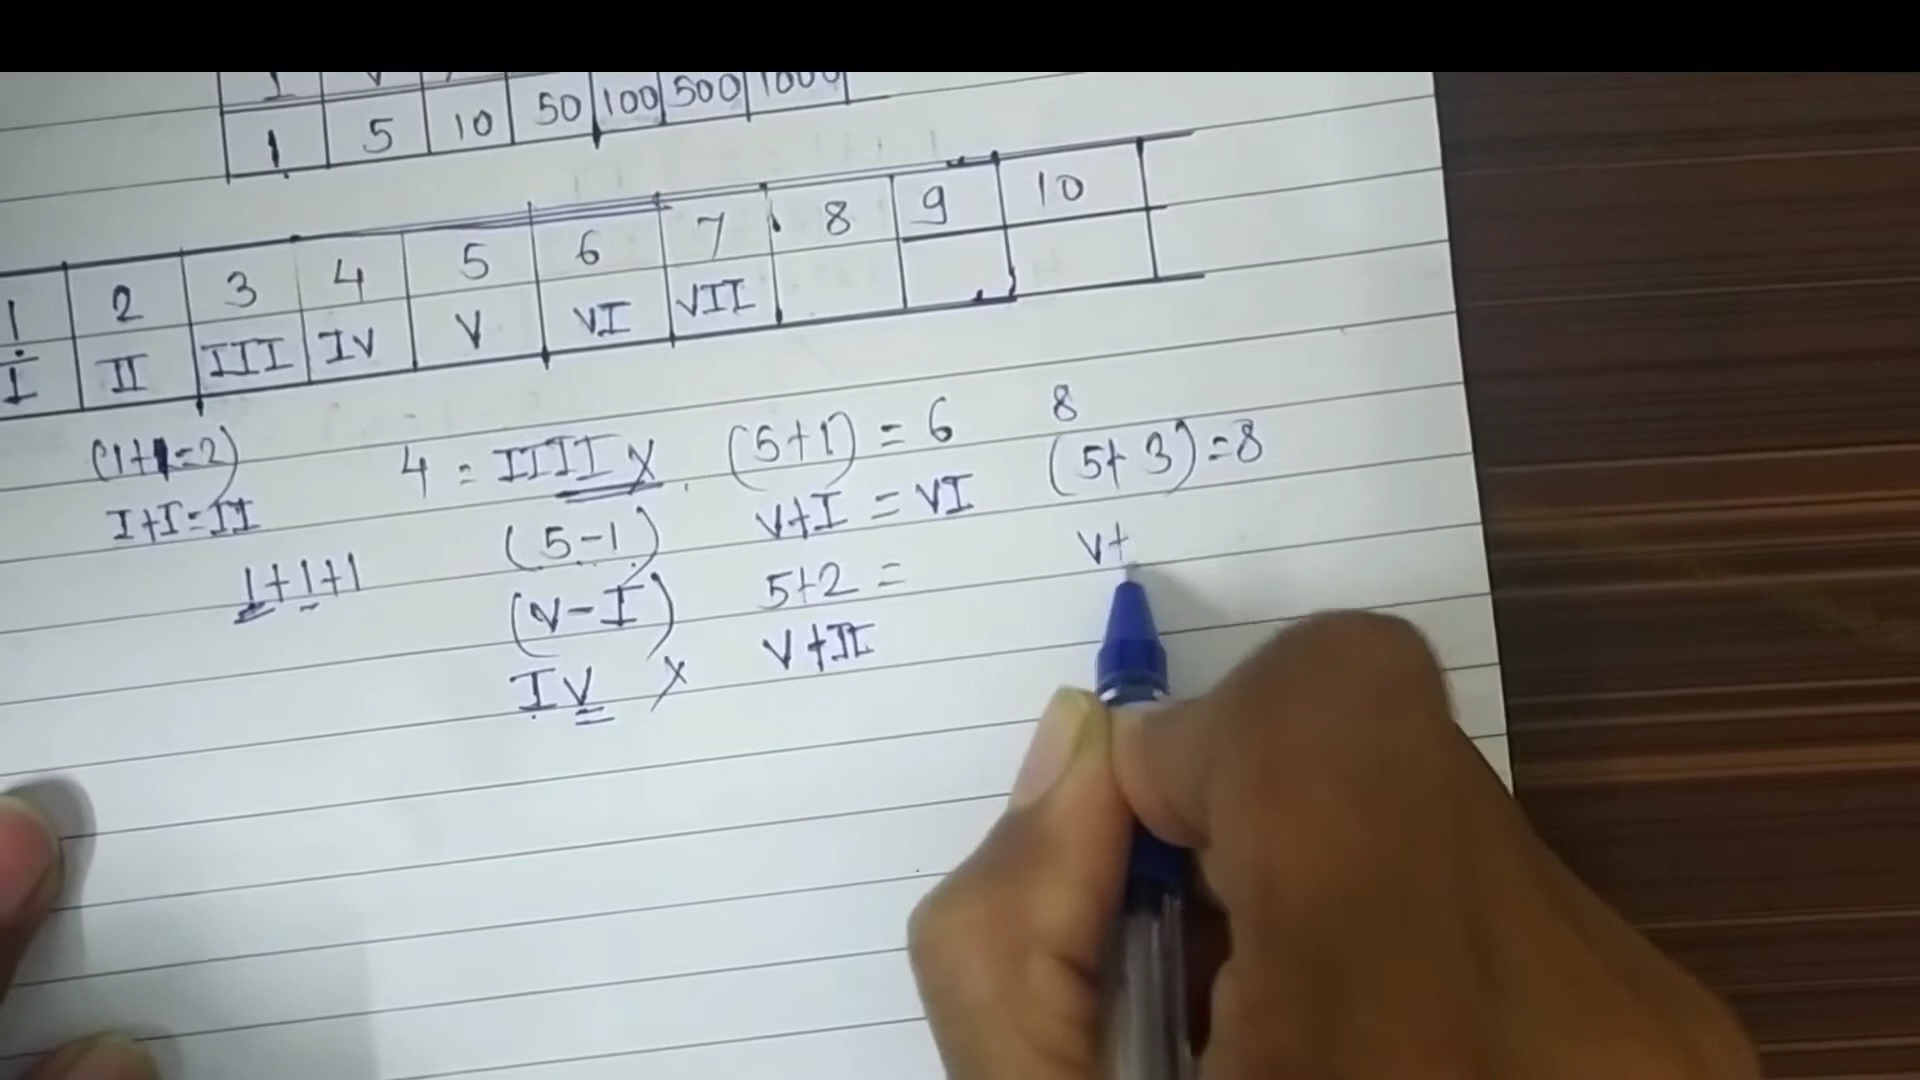 I V
1 5 10 50 100 500 1000
1 2 3 4 5 6 7 8 9 10
I II III IV V VI VII
(1+1=2)
I+I=II
1+1+1
4 = IIII X
(5-1)
(V-I)
IV X
(5+1) = 6
V+I = VI
5+2 =
V+II
8
(5+3)=8
V+